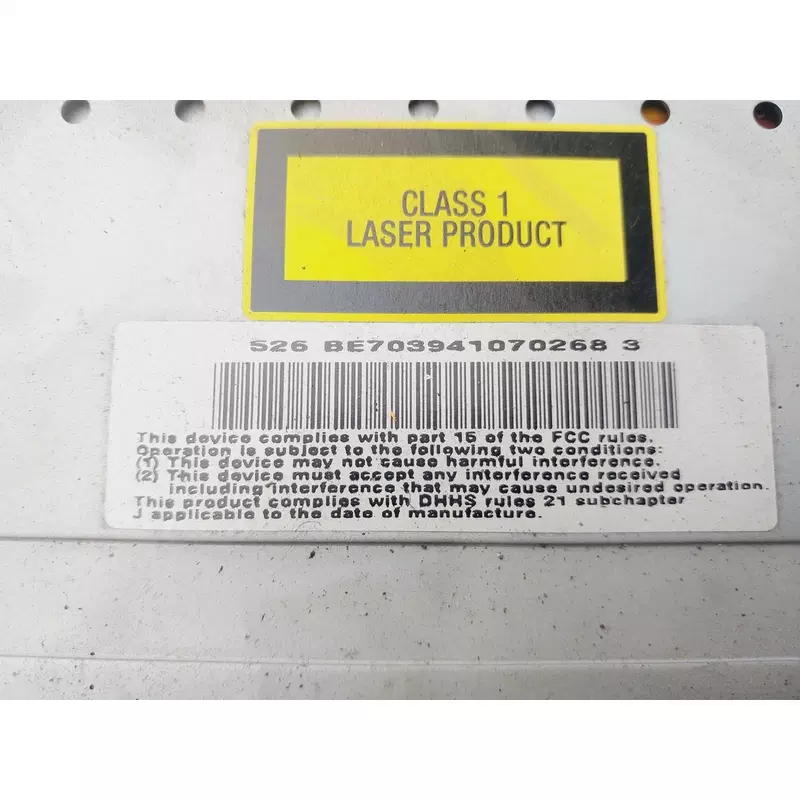 CLASS 1
LASER PRODUCT
526 BE703941070268 3
This device complies with part 15 of the FCC rules.
Operation is subject to the following two conditions:
(1) This device may not cause harmful interference.
(2) This device must accept any interference received
including interference that may cause undesired operation.
This product complies with DHHS rules 21 subchapter
J applicable to the date of manufacture.